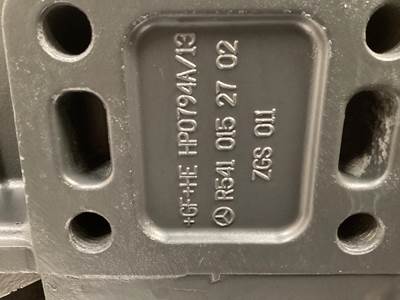 +GF+HE HP0794A/13
R541 015 27 02
ZGS 011